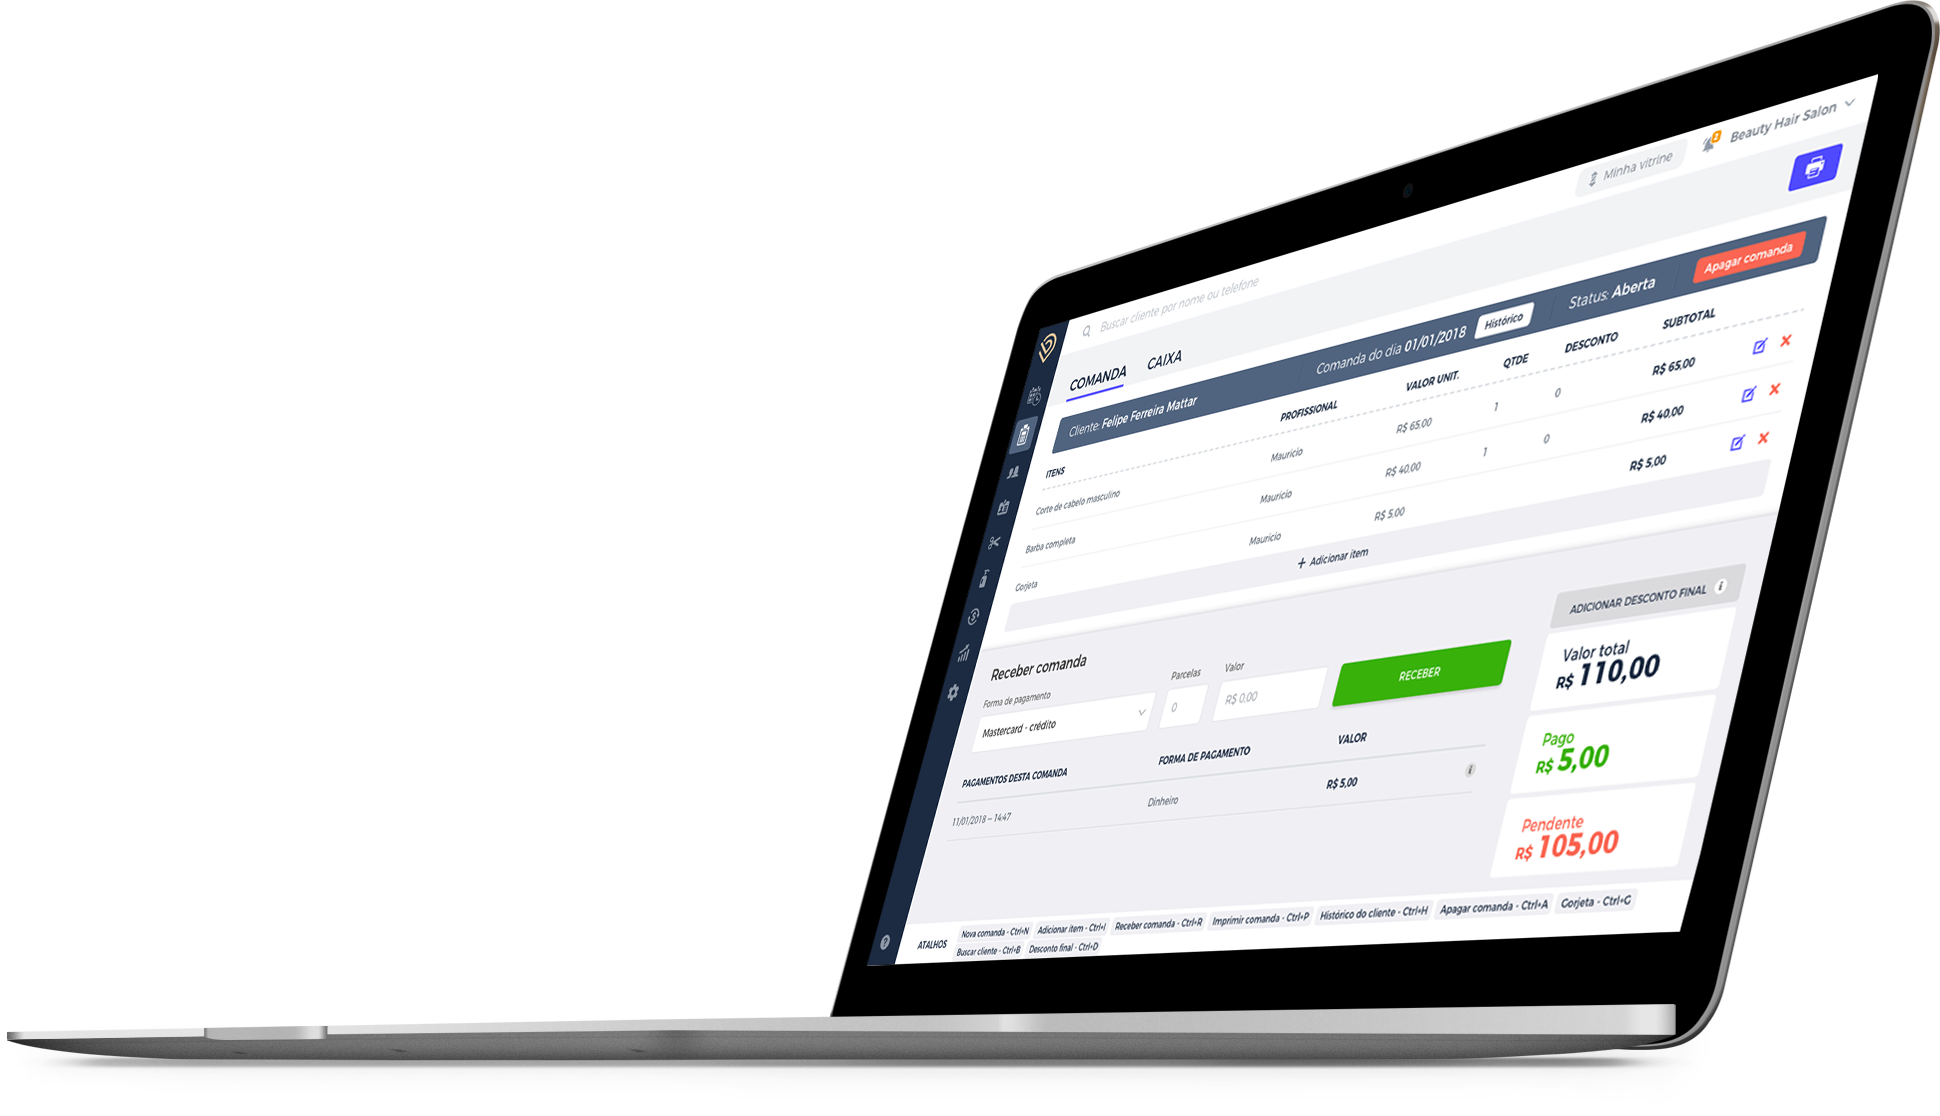 Buscar cliente por nome ou telefone
Minha vitrine
2
Beauty Hair Salon
COMANDA CAIXA
Cliente: Felipe Ferreira Mattar Comanda do dia 01/01/2018 Histórico Status: Aberta Apagar comanda
ITENS PROFISSIONAL VALOR UNIT. QTDE DESCONTO SUBTOTAL
Corte de cabelo masculino Mauricio R$ 65,00 1 0 R$ 65,00
Barba completa Mauricio R$ 40,00 1 0 R$ 40,00
Gorjeta Mauricio R$ 5,00 R$ 5,00
+ Adicionar item
Receber comanda
Forma de pagamento Parcelas Valor
Mastercard - crédito 0 R$ 0,00 RECEBER
PAGAMENTOS DESTA COMANDA FORMA DE PAGAMENTO VALOR
11/01/2018 – 14:47 Dinheiro R$ 5,00 i
ADICIONAR DESCONTO FINAL i
Valor total
R$ 110,00
Pago
R$ 5,00
Pendente
R$ 105,00
ATALHOS
Nova comanda - Ctrl+N Adicionar item - Ctrl+I Receber comanda - Ctrl+R Imprimir comanda - Ctrl+P Histórico do cliente - Ctrl+H Apagar comanda - Ctrl+A Gorjeta - Ctrl+G
Buscar cliente - Ctrl+B Desconto final - Ctrl+D
?